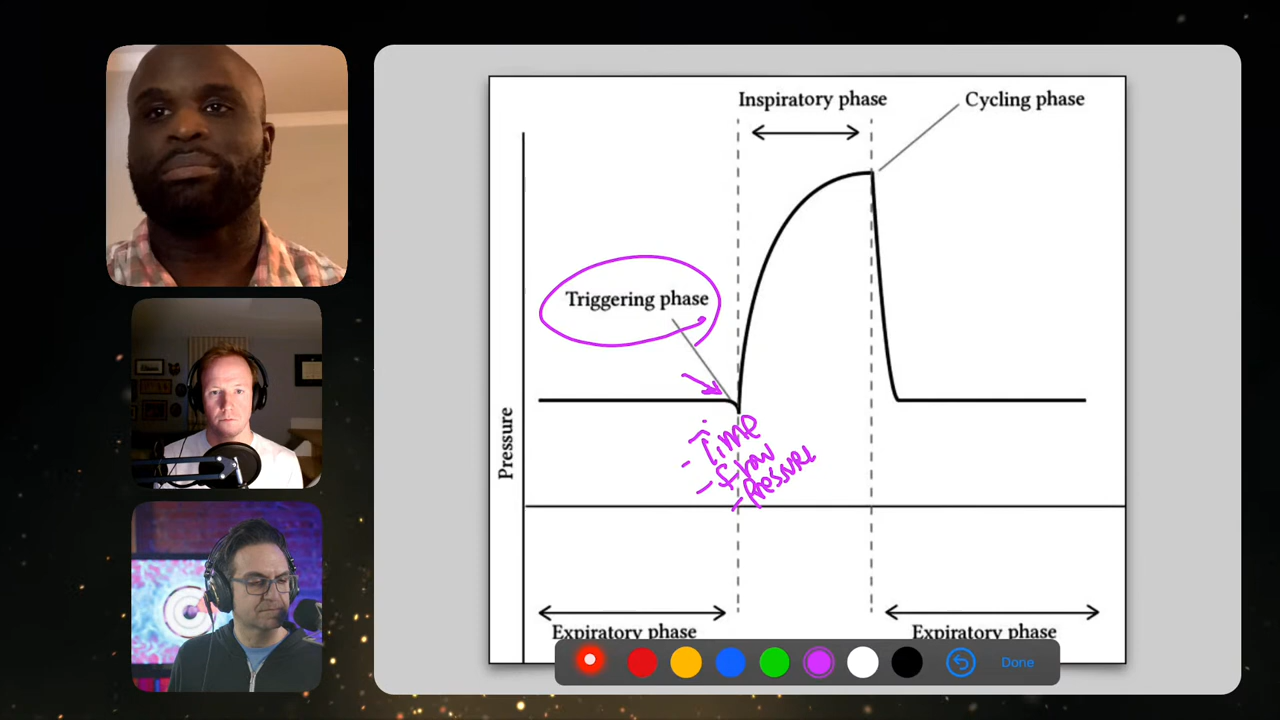 Inspiratory phase
Cycling phase
Triggering phase
- Time
- flow
- Pressure
Pressure
Expiratory phase
Expiratory phase
Done